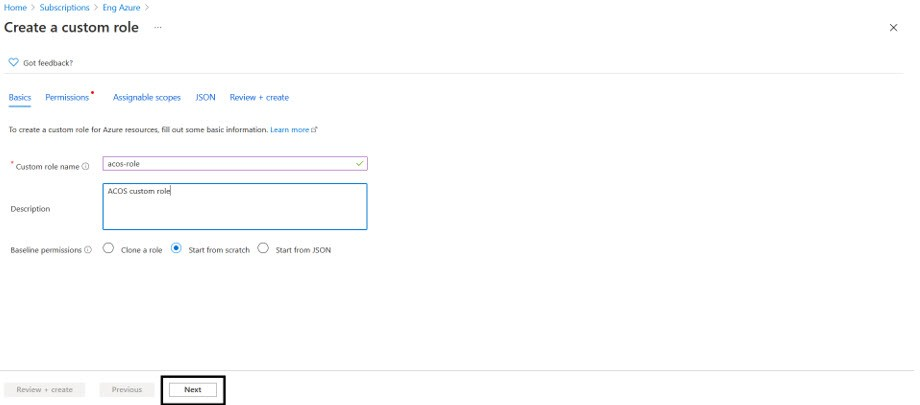 Home > Subscriptions > Eng Azure >
Create a custom role ...
Got feedback?
Basics Permissions Assignable scopes JSON Review + create
To create a custom role for Azure resources, fill out some basic information. Learn more
* Custom role name acos-role
Description ACOS custom role
Baseline permissions Clone a role Start from scratch Start from JSON
Review + create Previous Next